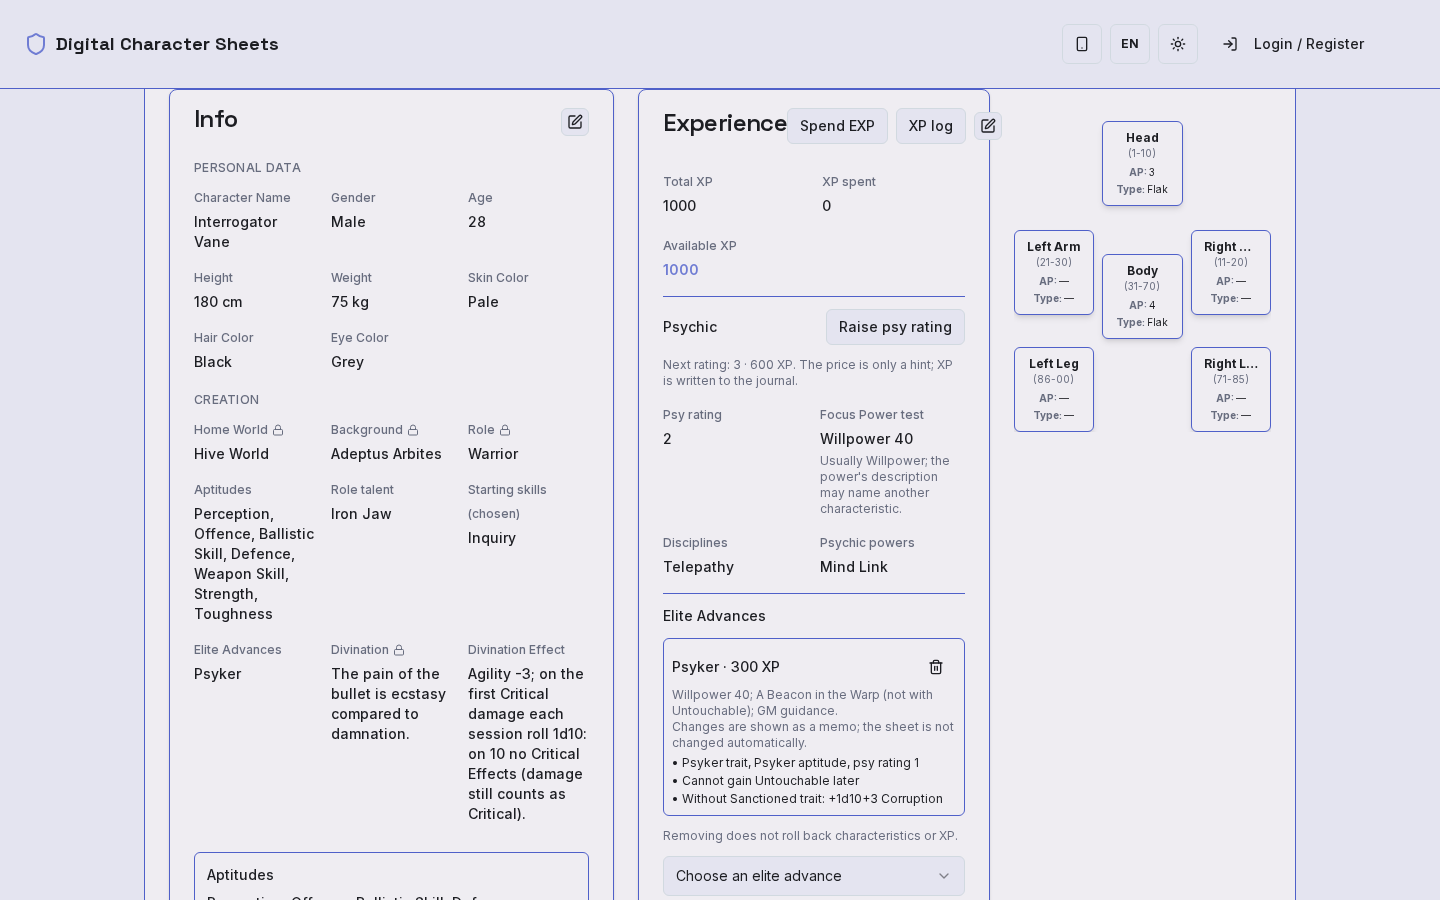 Digital Character Sheets
EN
Login / Register
Info
PERSONAL DATA
Character Name
Gender
Age
Interrogator
Vane
Male
28
Height
Weight
Skin Color
180 cm
75 kg
Pale
Hair Color
Eye Color
Black
Grey
CREATION
Home World
Background
Role
Hive World
Adeptus Arbites
Warrior
Aptitudes
Role talent
Starting skills
(chosen)
Perception,
Offence, Ballistic
Skill, Defence,
Weapon Skill,
Strength,
Toughness
Iron Jaw
Inquiry
Elite Advances
Divination
Divination Effect
Psyker
The pain of the
bullet is ecstasy
compared to
damnation.
Agility -3; on the
first Critical
damage each
session roll 1d10:
on 10 no Critical
Effects (damage
still counts as
Critical).
Aptitudes
Experience
Spend EXP
XP log
Total XP
XP spent
1000
0
Available XP
1000
Psychic
Raise psy rating
Next rating: 3 · 600 XP. The price is only a hint; XP
is written to the journal.
Psy rating
Focus Power test
2
Willpower 40
Usually Willpower; the
power's description
may name another
characteristic.
Disciplines
Psychic powers
Telepathy
Mind Link
Elite Advances
Psyker · 300 XP
Willpower 40; A Beacon in the Warp (not with
Untouchable); GM guidance.
Changes are shown as a memo; the sheet is not
changed automatically.
• Psyker trait, Psyker aptitude, psy rating 1
• Cannot gain Untouchable later
• Without Sanctioned trait: +1d10+3 Corruption
Removing does not roll back characteristics or XP.
Choose an elite advance
Head
(1-10)
AP: 3
Type: Flak
Left Arm
(21-30)
AP: —
Type: —
Body
(31-70)
AP: 4
Type: Flak
Right ...
(11-20)
AP: —
Type: —
Left Leg
(86-00)
AP: —
Type: —
Right L...
(71-85)
AP: —
Type: —